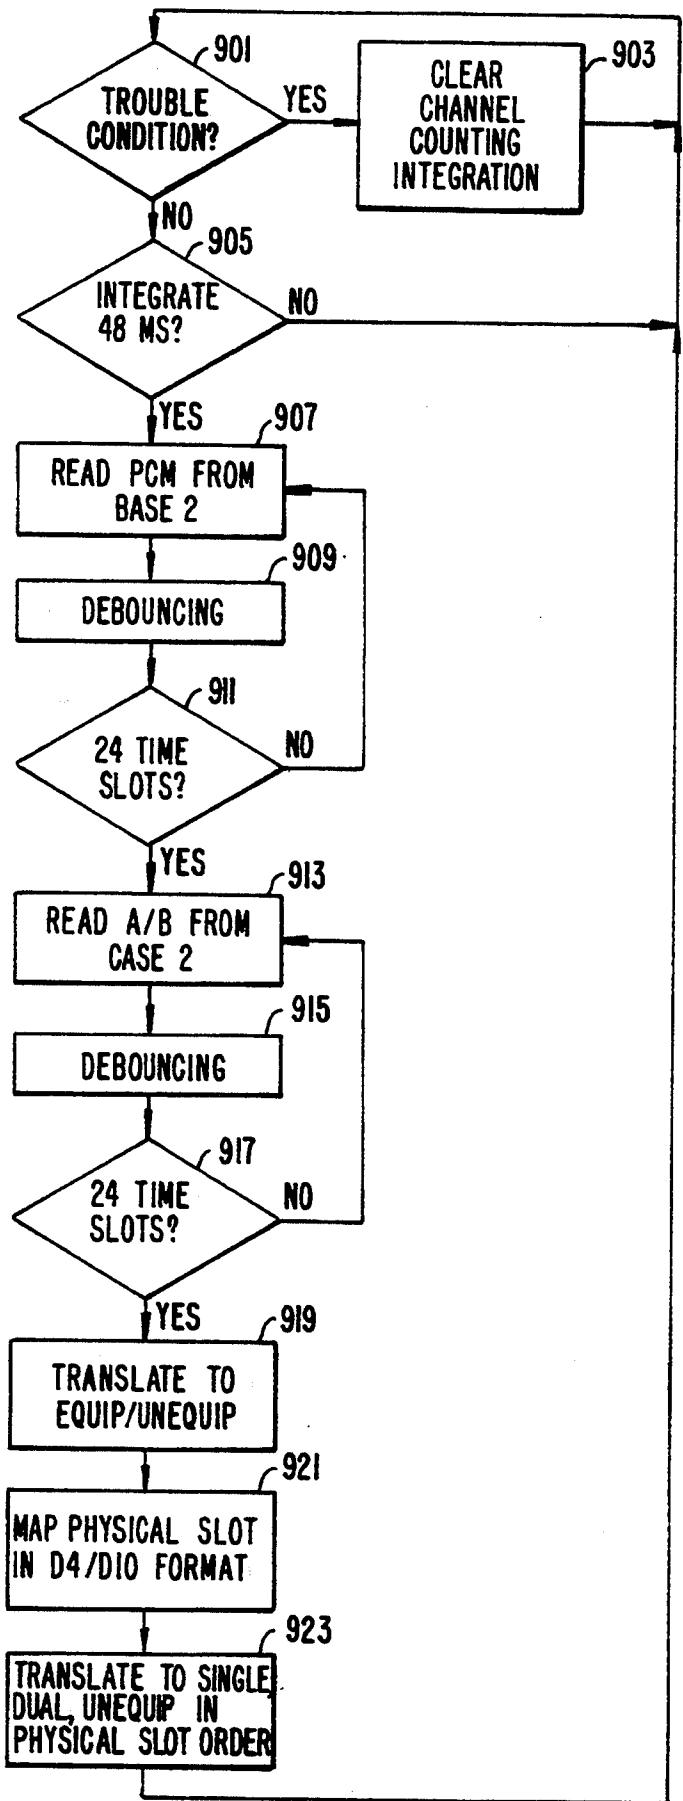 901
TROUBLE
CONDITION?
YES
903
CLEAR
CHANNEL
COUNTING
INTEGRATION
NO
905
INTEGRATE
48 MS?
NO
YES
907
READ PCM FROM
BASE 2
909
DEBOUNCING
911
24 TIME
SLOTS?
NO
YES
913
READ A/B FROM
CASE 2
915
DEBOUNCING
917
24 TIME
SLOTS?
NO
YES
919
TRANSLATE TO
EQUIP/UNEQUIP
921
MAP PHYSICAL SLOT
IN D4/D10 FORMAT
923
TRANSLATE TO SINGLE,
DUAL, UNEQUIP IN
PHYSICAL SLOT ORDER